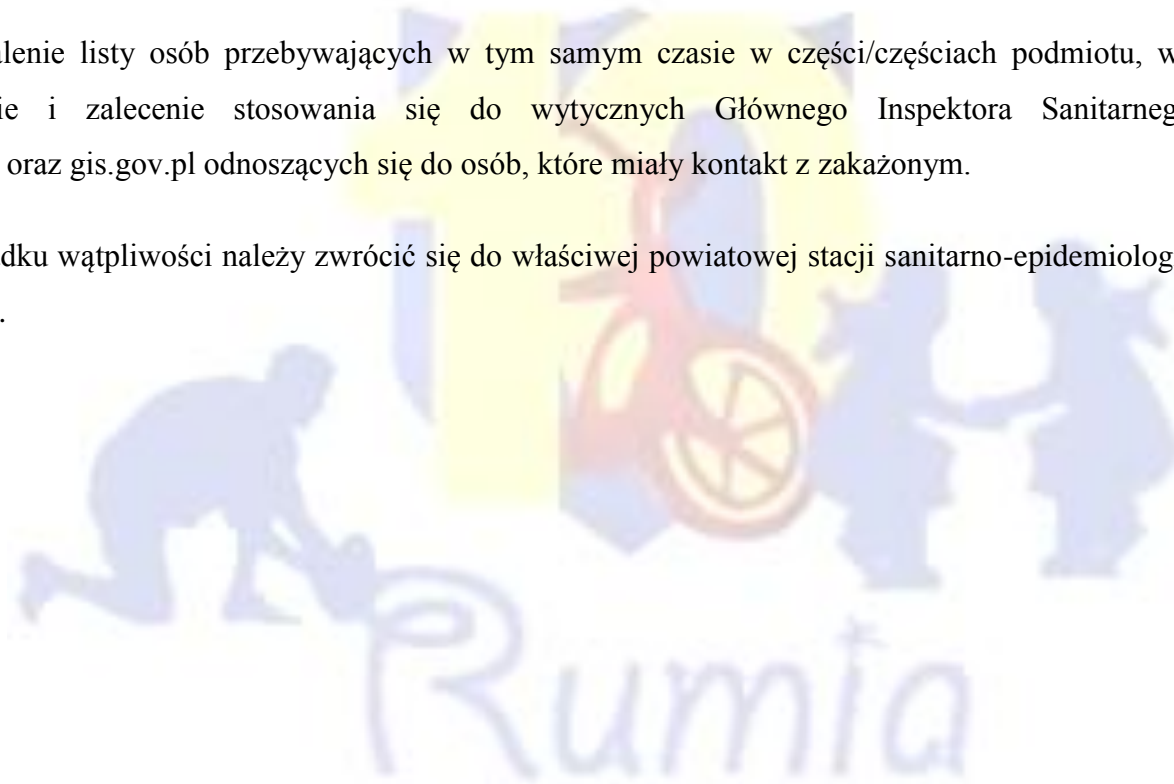 alenie listy osób przebywających w tym samym czasie w części/częściach podmiotu, w
ie i zalecenie stosowania się do wytycznych Głównego Inspektora Sanitarneg
oraz gis.gov.pl odnoszących się do osób, które miały kontakt z zakażonym.
dku wątpliwości należy zwrócić się do właściwej powiatowej stacji sanitarno-epidemiolog
.
10
Rumia